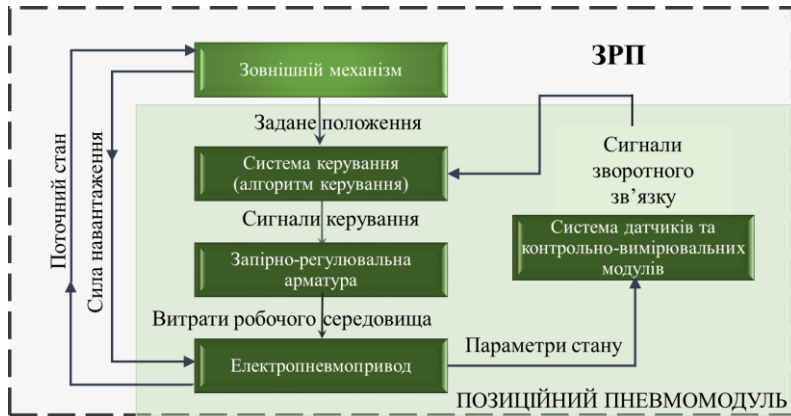 ЗРП
Зовнішній механізм
Задане положення
Система керування
(алгоритм керування)
Сигнали
зворотного
зв’язку
Поточний стан
Сила навантаження
Сигнали керування
Запірно-регулювальна
арматура
Система датчиків та
контрольно-вимірювальних
модулів
Витрати робочого середовища
Електропневмопривод
Параметри стану
ПОЗИЦІЙНИЙ ПНЕВМОМОДУЛЬ